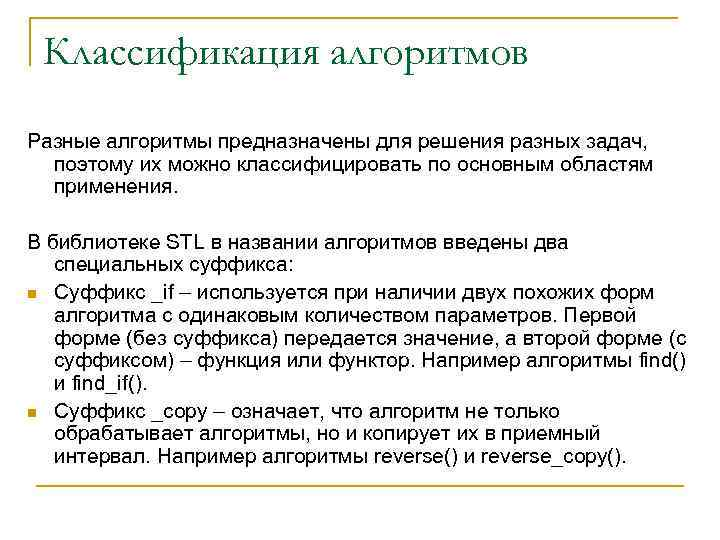 Классификация алгоритмов
Разные алгоритмы предназначены для решения разных задач,
поэтому их можно классифицировать по основным областям
применения.
В библиотеке STL в названии алгоритмов введены два
специальных суффикса:
Суффикс _if – используется при наличии двух похожих форм
алгоритма с одинаковым количеством параметров. Первой
форме (без суффикса) передается значение, а второй форме (с
суффиксом) – функция или функтор. Например алгоритмы find()
и find_if().
Суффикс _copy – означает, что алгоритм не только
обрабатывает алгоритмы, но и копирует их в приемный
интервал. Например алгоритмы reverse() и reverse_copy().